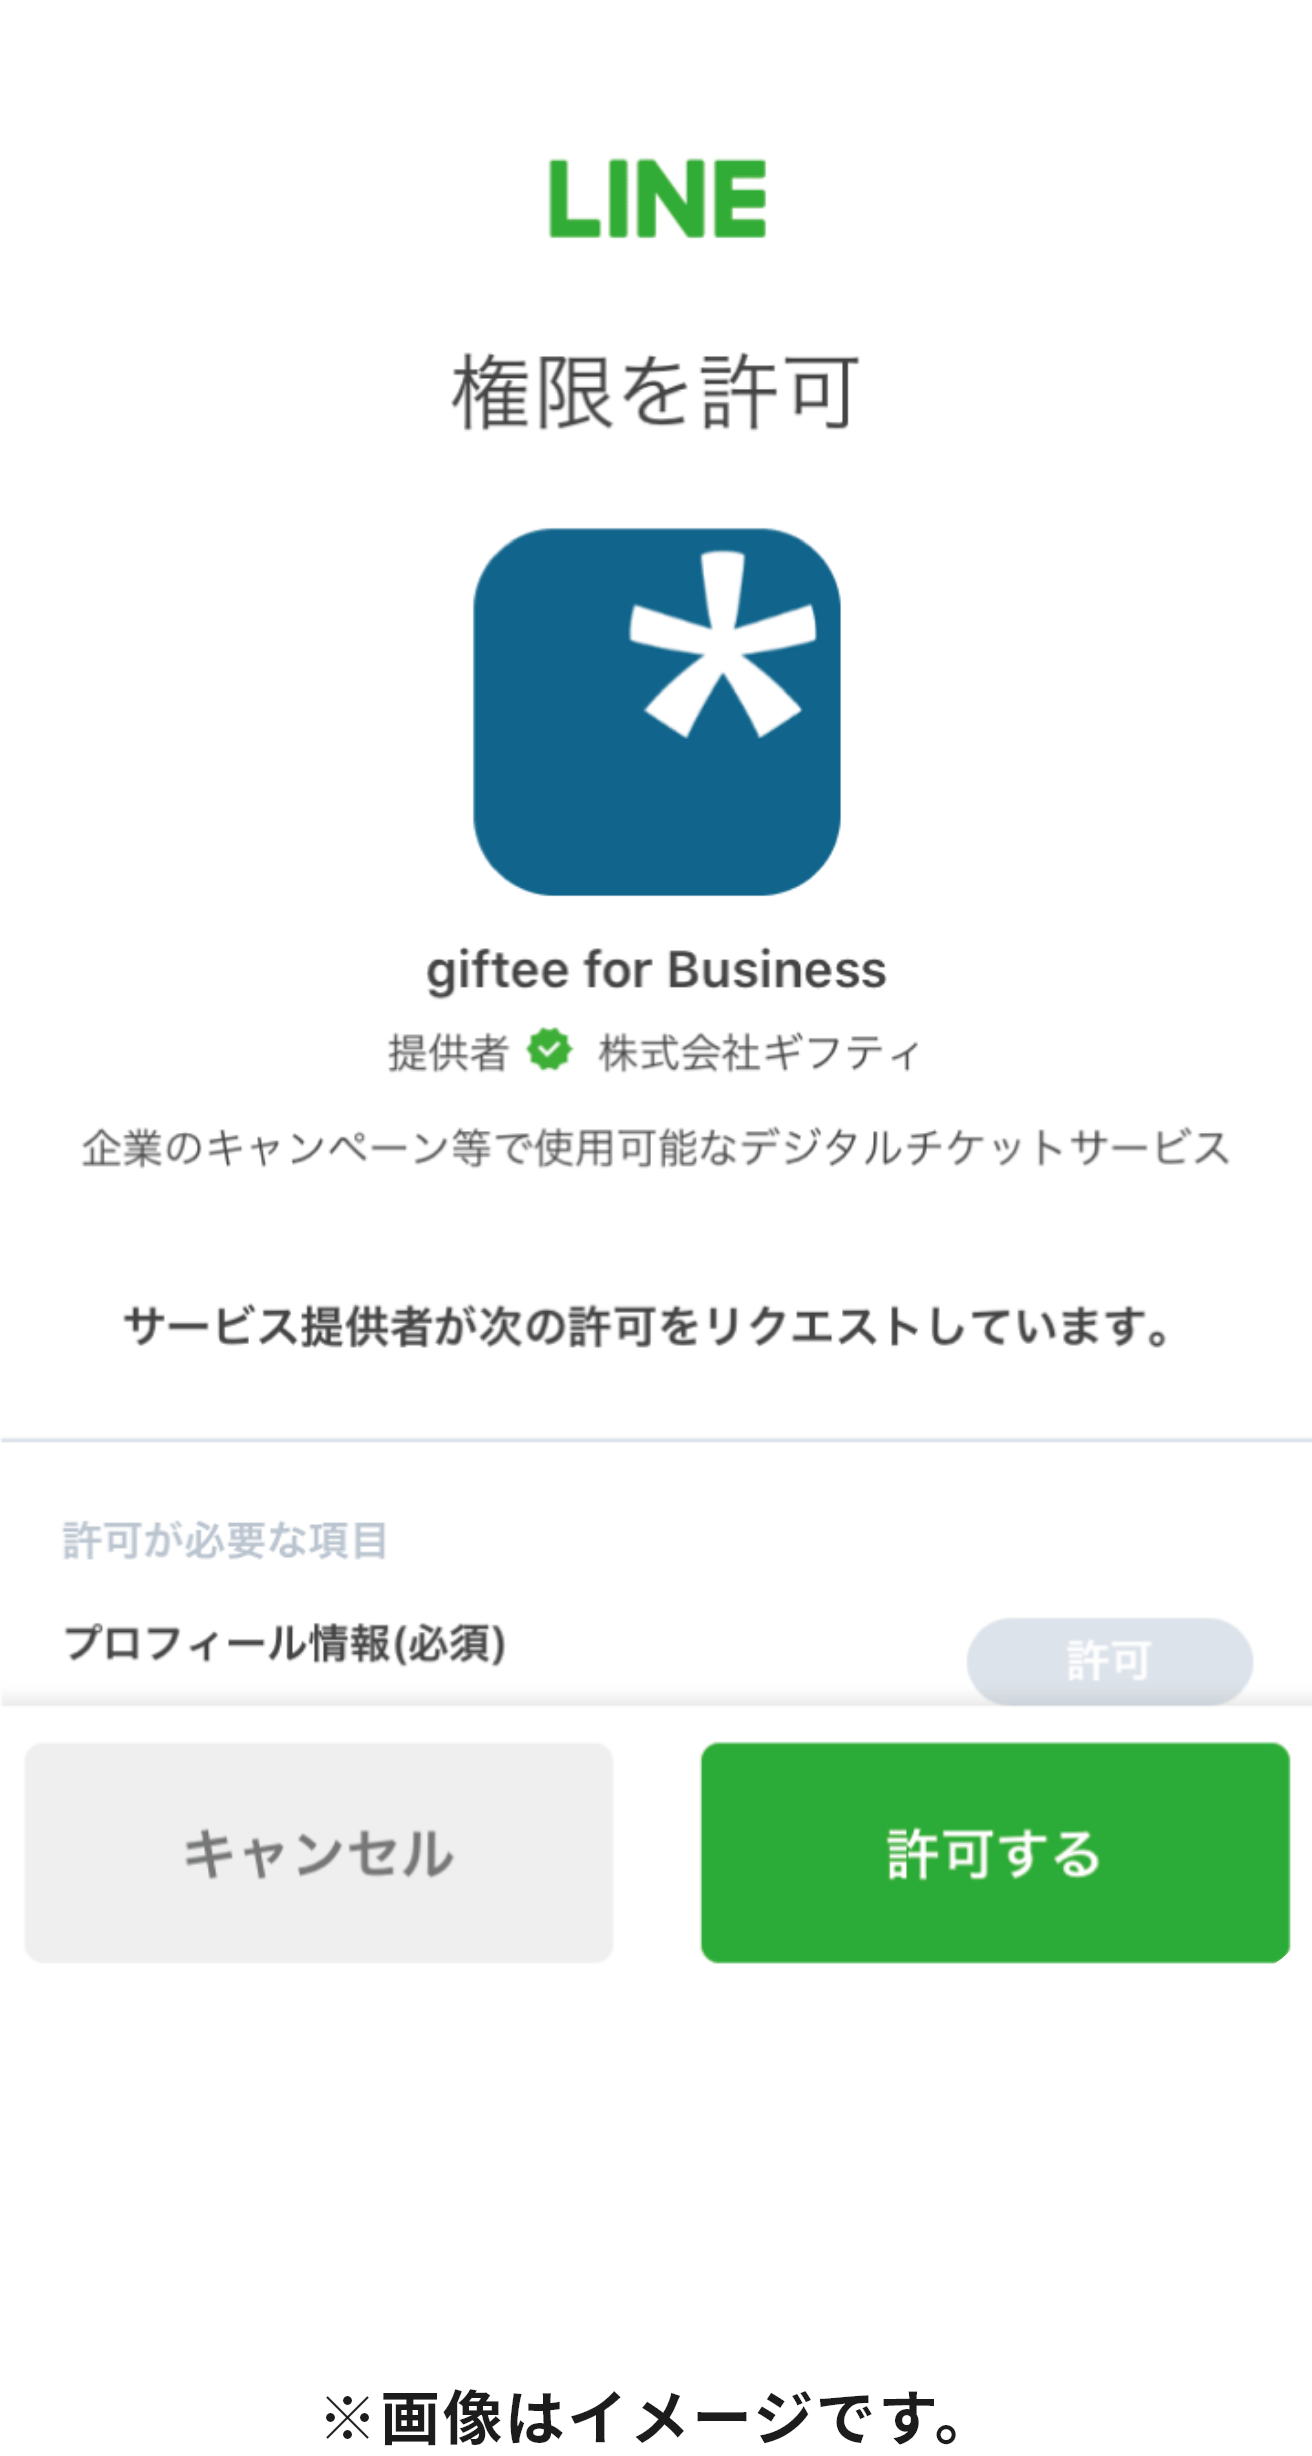 LINE
権限を許可
giftee for Business
提供者 株式会社ギフティ
企業のキャンペーン等で使用可能なデジタルチケットサービス
サービス提供者が次の許可をリクエストしています。
許可が必要な項目
プロフィール情報(必須)
許可
キャンセル
許可する
※画像はイメージです。